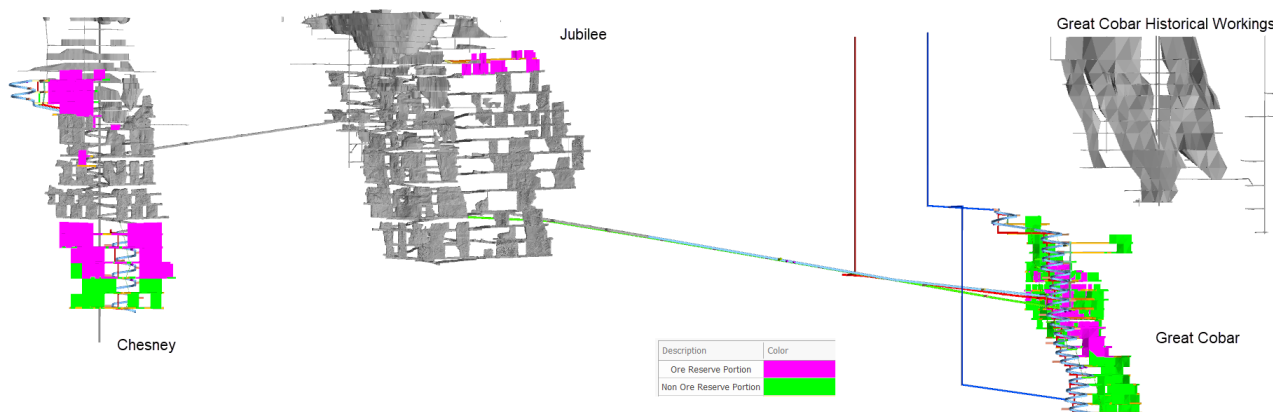 Jubilee
Great Cobar Historical Workings
Chesney
Great Cobar
Description Color
Ore Reserve Portion
Non Ore Reserve Portion